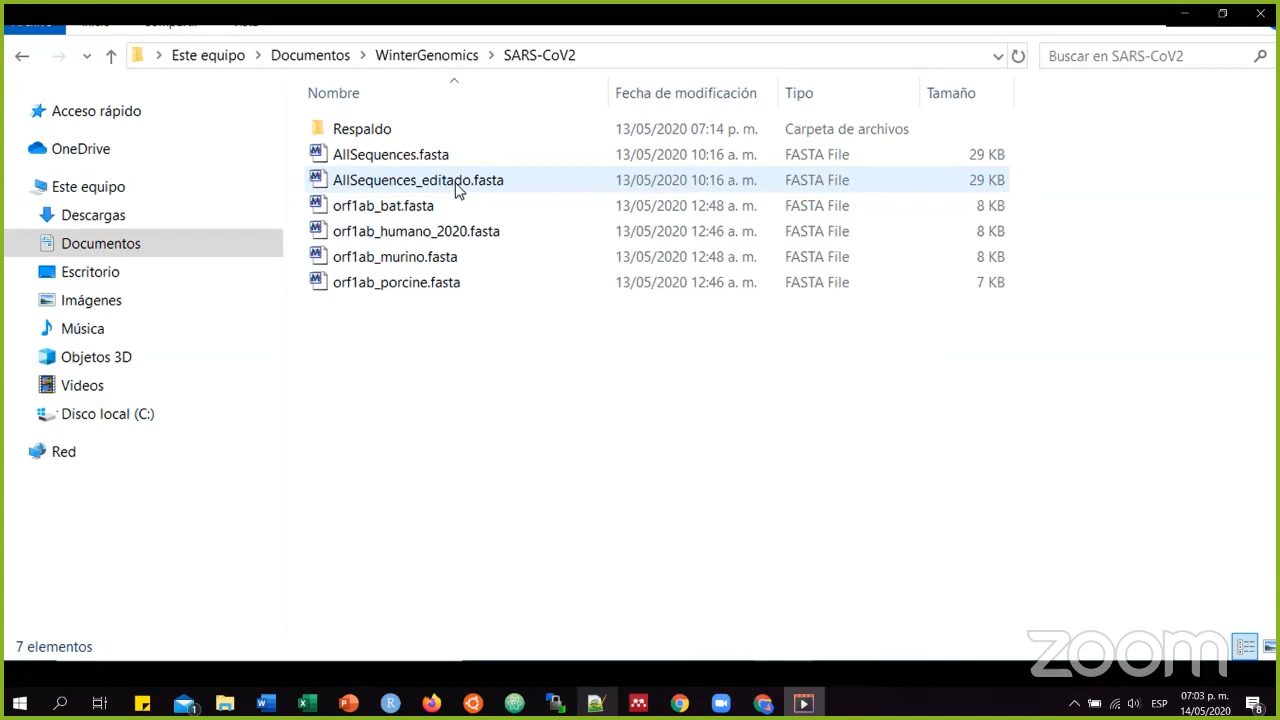 Este equipo > Documentos > WinterGenomics > SARS-CoV2
Buscar en SARS-CoV2
Nombre Fecha de modificación Tipo Tamaño
Acceso rápido
OneDrive
Este equipo
Descargas
Documentos
Escritorio
Imágenes
Música
Objetos 3D
Videos
Disco local (C:)
Red
Respaldo 13/05/2020 07:14 p. m. Carpeta de archivos
AllSequences.fasta 13/05/2020 10:16 a. m. FASTA File 29 KB
AllSequences_editado.fasta 13/05/2020 10:16 a. m. FASTA File 29 KB
orf1ab_bat.fasta 13/05/2020 12:48 a. m. FASTA File 8 KB
orf1ab_humano_2020.fasta 13/05/2020 12:46 a. m. FASTA File 8 KB
orf1ab_murino.fasta 13/05/2020 12:48 a. m. FASTA File 8 KB
orf1ab_porcine.fasta 13/05/2020 12:46 a. m. FASTA File 7 KB
7 elementos
zoom
ESP
07:03 p. m.
14/05/2020